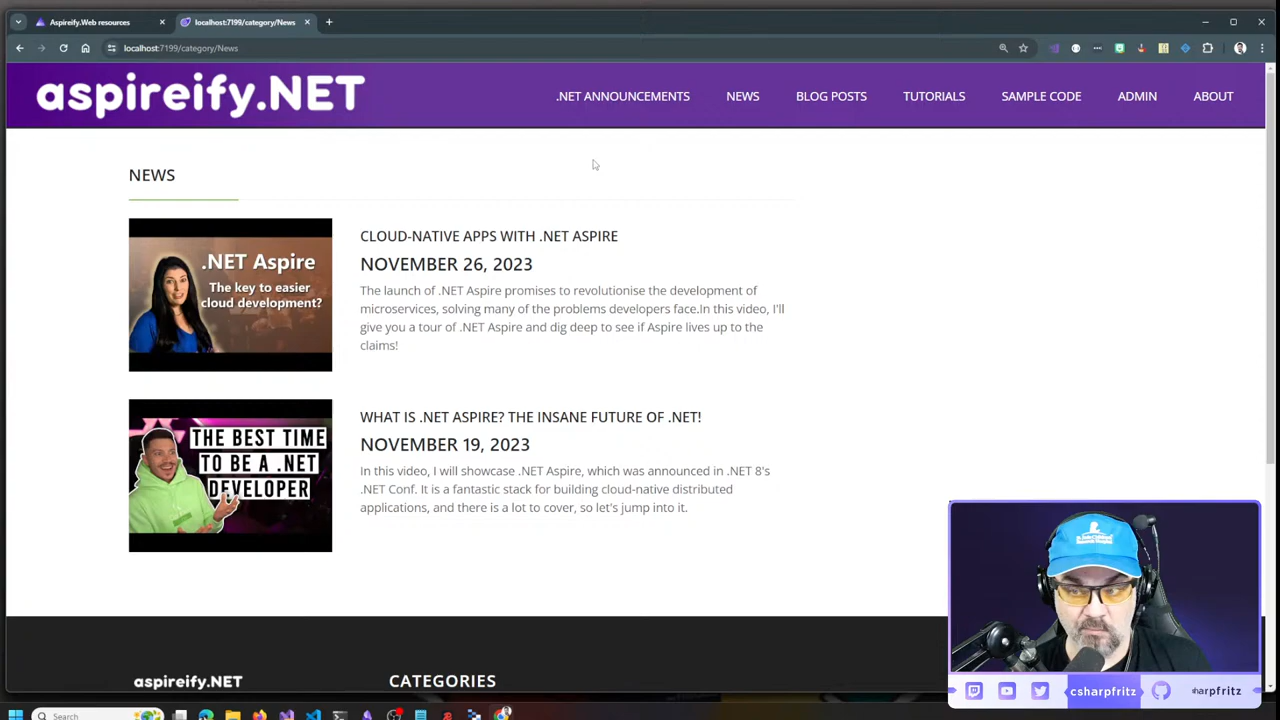 Aspireify.Web resources
localhost:7199/category/News
localhost:7199/category/News
aspireify.NET
.NET ANNOUNCEMENTS
NEWS
BLOG POSTS
TUTORIALS
SAMPLE CODE
ADMIN
ABOUT
NEWS
.NET Aspire
The key to easier
cloud development?
CLOUD-NATIVE APPS WITH .NET ASPIRE
NOVEMBER 26, 2023
The launch of .NET Aspire promises to revolutionise the development of
microservices, solving many of the problems developers face.In this video, I'll
give you a tour of .NET Aspire and dig deep to see if Aspire lives up to the
claims!
THE BEST TIME
TO BE A .NET
DEVELOPER
WHAT IS .NET ASPIRE? THE INSANE FUTURE OF .NET!
NOVEMBER 19, 2023
In this video, I will showcase .NET Aspire, which was announced in .NET 8's
.NET Conf. It is a fantastic stack for building cloud-native distributed
applications, and there is a lot to cover, so let's jump into it.
aspireify.NET
CATEGORIES
csharpfritz
sharpfritz
Search